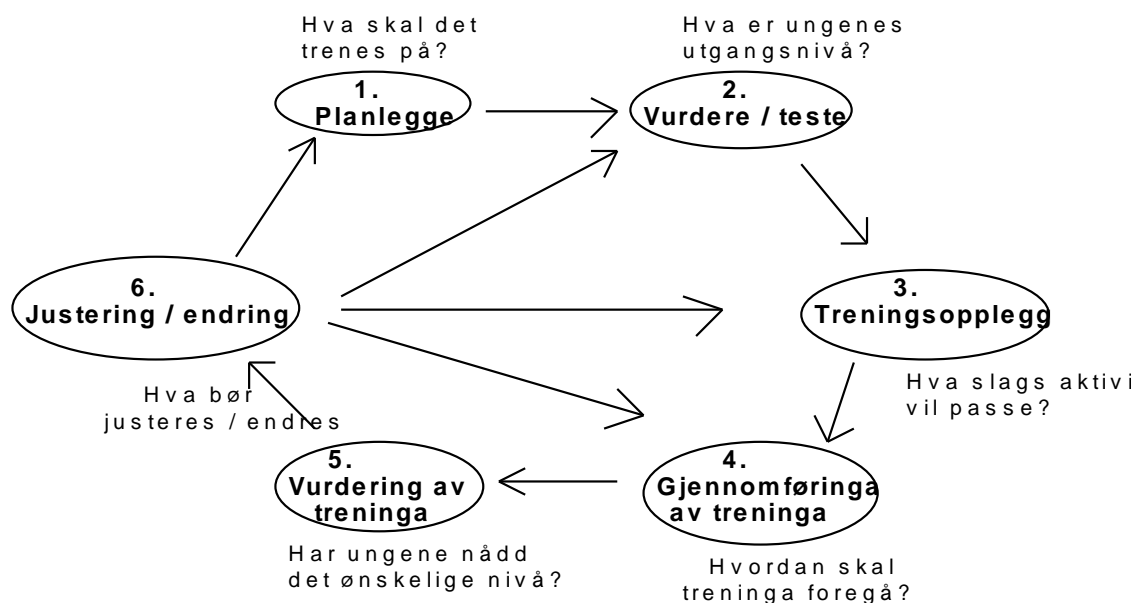 Hva skal det
trenes på?
1.
Planlegge
Hva er ungenes
utgangsnivå?
2.
Vurdere / teste
3.
Treningsopplegg
Hva slags aktivi
vil passe?
4.
Gjennomføringa
av treninga
Hvordan skal
treninga foregå?
5.
Vurdering av
treninga
Har ungene nådd
det ønskelige nivå?
6.
Justering / endring
Hva bør
justeres / endres